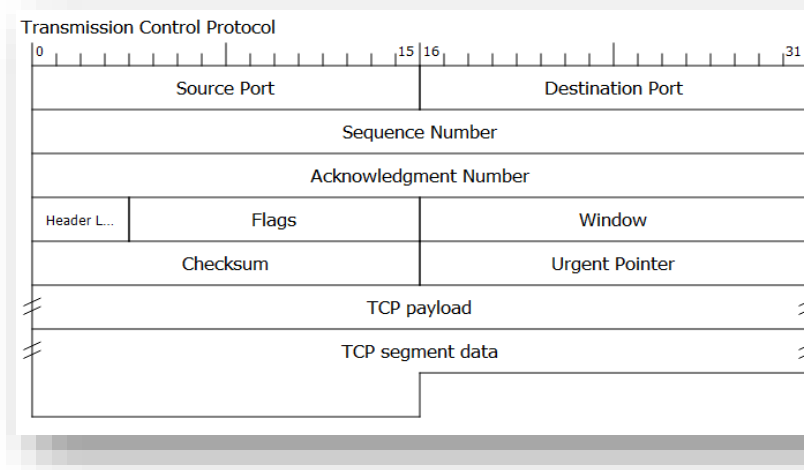 Transmission Control Protocol
0 15 16 31
Source Port Destination Port
Sequence Number
Acknowledgment Number
Header L... Flags Window
Checksum Urgent Pointer
TCP payload
TCP segment data